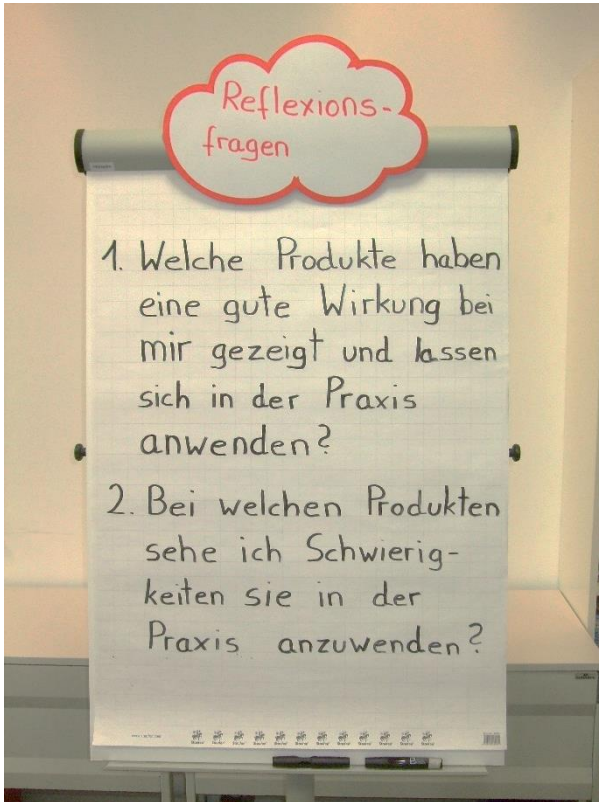 Reflexions-
fragen
1. Welche Produkte haben
eine gute Wirkung bei
mir gezeigt und lassen
sich in der Praxis
anwenden?
2. Bei welchen Produkten
sehe ich Schwierig-
keiten sie in der
Praxis anzuwenden?